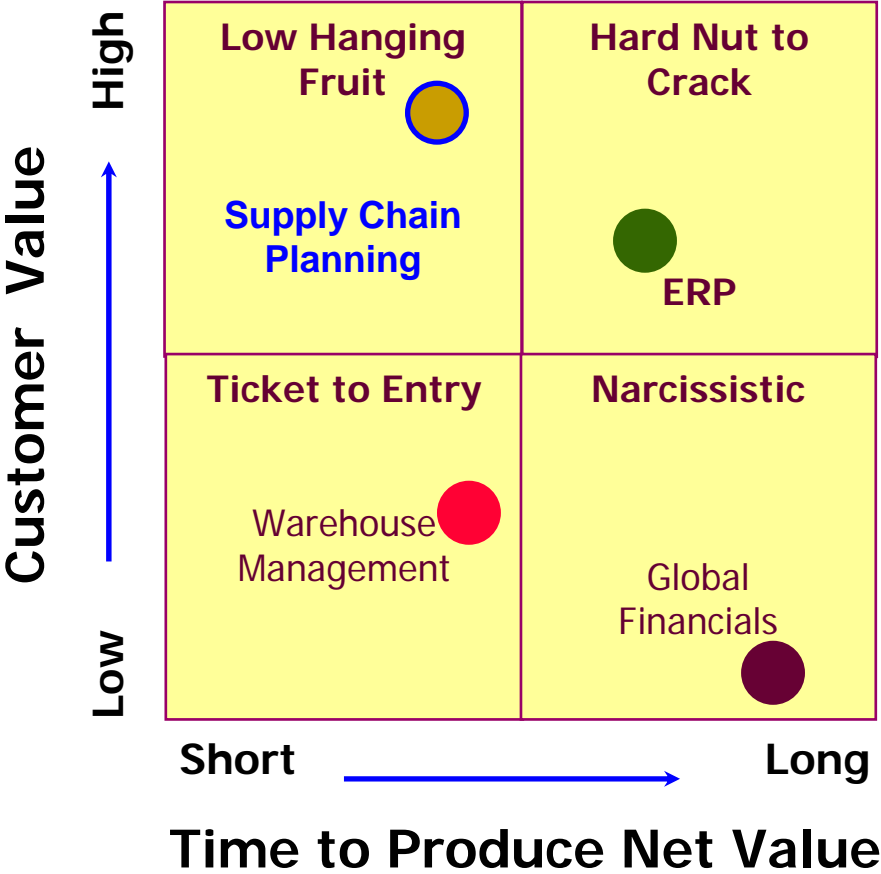 High
Low Hanging
Fruit
Hard Nut to
Crack
Supply Chain
Planning
ERP
Customer Value
Ticket to Entry
Narcissistic
Warehouse
Management
Global
Financials
Low
Short
Long
Time to Produce Net Value